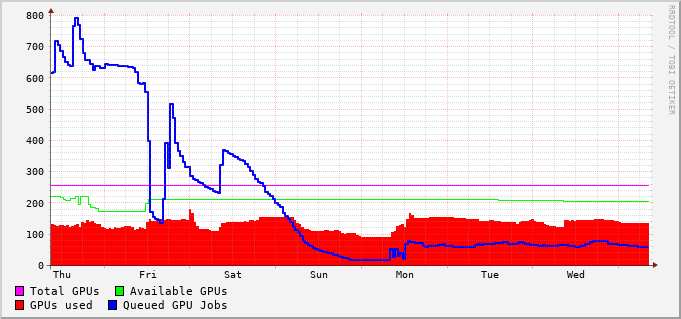 800
700
600
500
400
300
200
100
0
Thu Fri Sat Sun Mon Tue Wed
Total GPUs Available GPUs
GPUs used Queued GPU Jobs
RRDTOOL / TOBI OETIKER